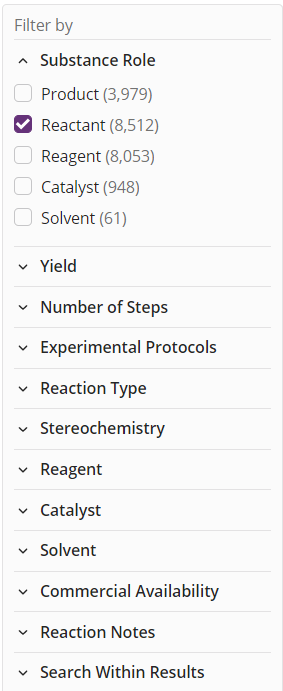 Filter by
Substance Role
Product (3,979)
Reactant (8,512)
Reagent (8,053)
Catalyst (948)
Solvent (61)
Yield
Number of Steps
Experimental Protocols
Reaction Type
Stereochemistry
Reagent
Catalyst
Solvent
Commercial Availability
Reaction Notes
Search Within Results